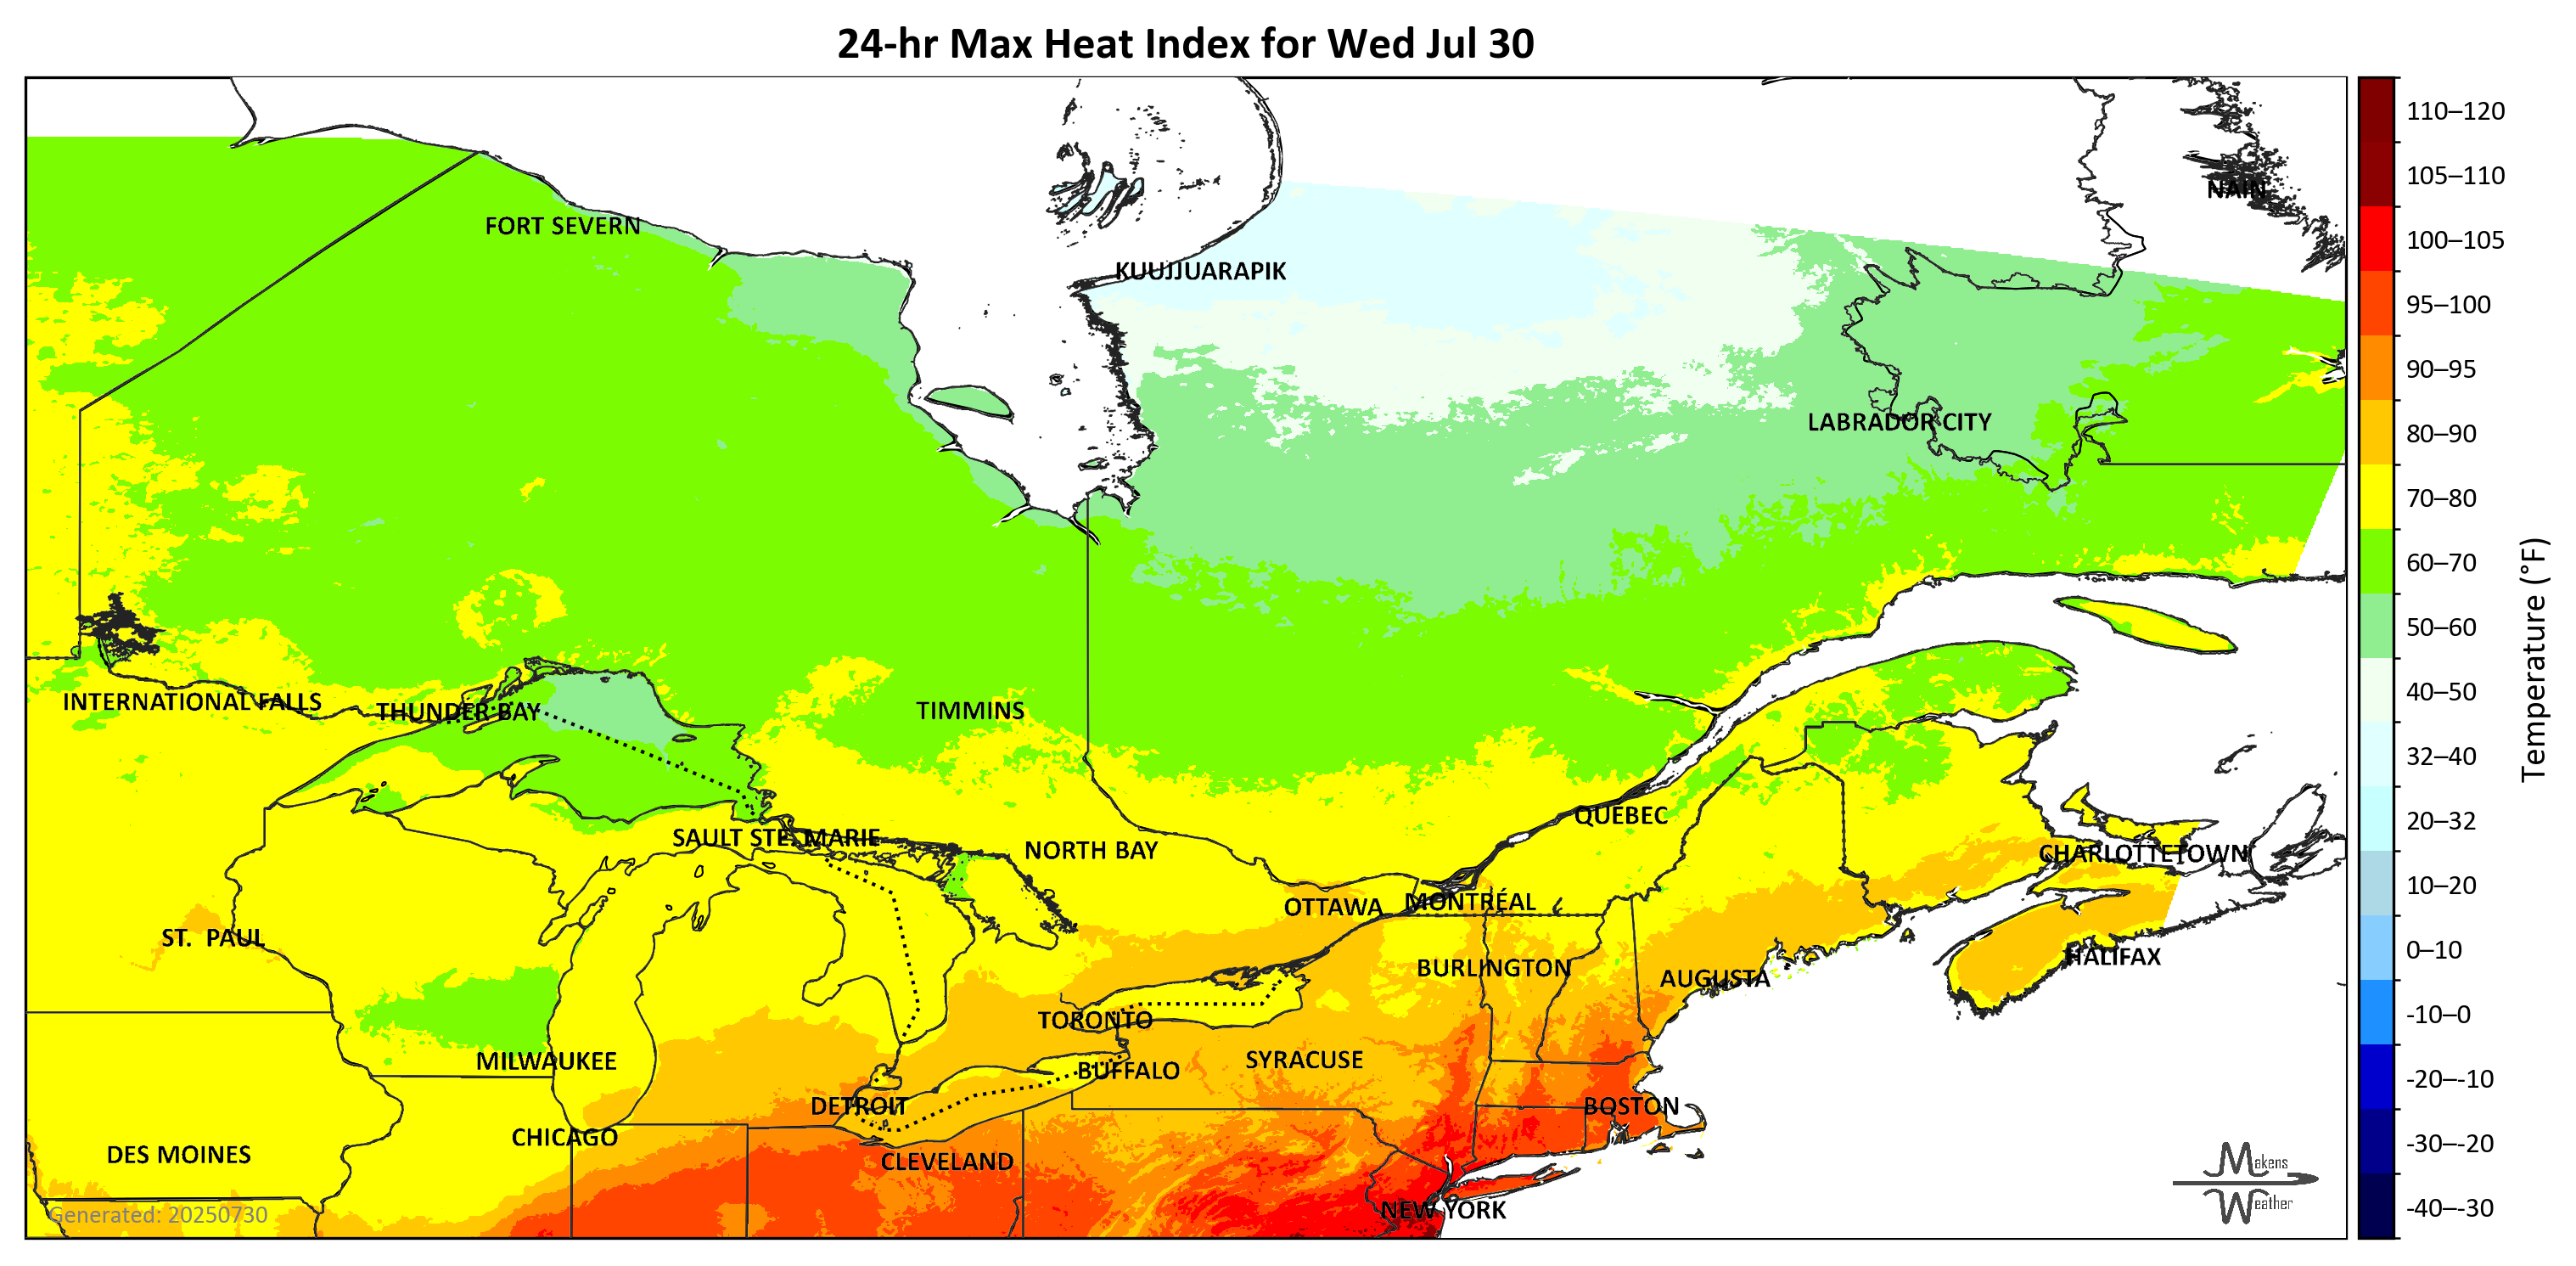 24-hr Max Heat Index for Wed Jul 30
NAIN
FORT SEVERN
KUUJJUARAPIK
LABRADOR CITY
INTERNATIONAL FALLS
THUNDER BAY
TIMMINS
QUÉBEC
SAULT STE. MARIE
NORTH BAY
CHARLOTTETOWN
OTTAWA
MONTRÉAL
ST. PAUL
HALIFAX
BURLINGTON
AUGUSTA
TORONTO
MILWAUKEE
SYRACUSE
BUFFALO
DETROIT
BOSTON
CHICAGO
DES MOINES
CLEVELAND
NEW YORK
Generated: 20250730
Makens
Weather
110–120
105–110
100–105
95–100
90–95
80–90
70–80
60–70
50–60
40–50
32–40
20–32
10–20
0–10
-10–0
-20–-10
-30–-20
-40–-30
Temperature (°F)